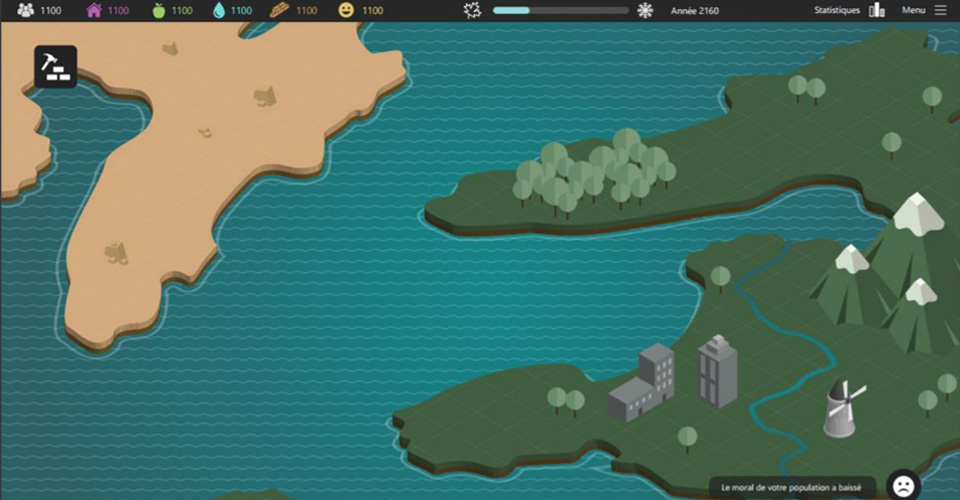 1100 1100 1100 1100 1100 1100 Année 2160 Statistiques Menu
Le moral de votre population a baissé